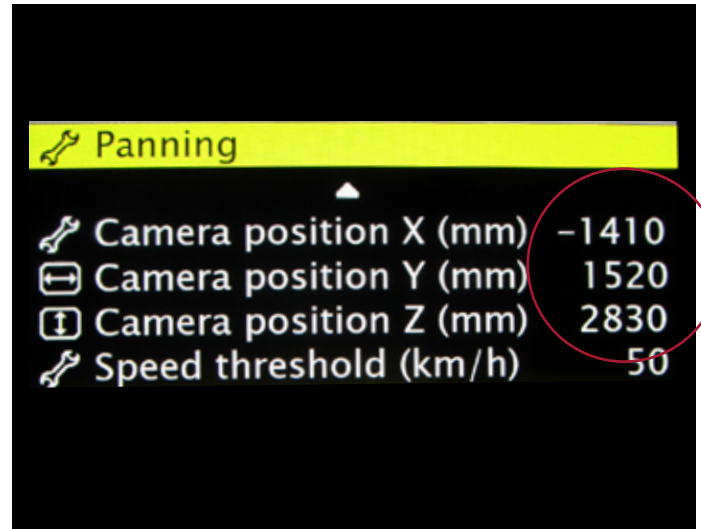 Panning
Camera position X (mm) -1410
Camera position Y (mm) 1520
Camera position Z (mm) 2830
Speed threshold (km/h) 50